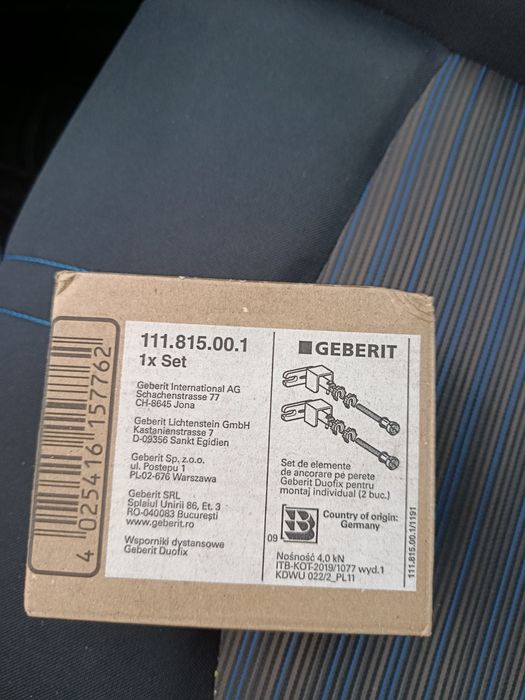 111.815.00.1
1x Set
Geberit International AG
Schachenstrasse 77
CH-8645 Jona
Geberit Lichtenstein GmbH
Kastanienstrasse 7
D-09356 Sankt Egidien
Geberit Sp. z.o.o.
ul. Postępu 1
PL-02-676 Warszawa
Geberit SRL
Splaiul Unirii 86, Et. 3
RO-040083 București
www.geberit.ro
Wsporniki dystansowe
Geberit Duofix
GEBERIT
Set de elemente
de ancorare pe perete
Geberit Duofix pentru
montaj individual (2 buc.)
09
Country of origin:
Germany
Nośność 4,0 kN
ITB-KOT-2019/1077 wyd.1
KDWU 022/2_PL11
111.815.00.1/1191
4 025416 157762